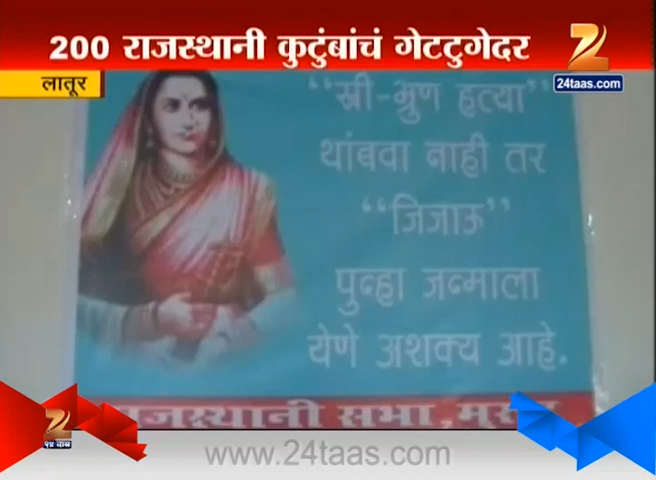 200 राजस्थानी कुटुंबांचं गेटटुगेदर
24taas.com
लातूर
“स्री-भ्रुण हत्या”
थांबवा नाही तर
“जिजाऊ”
पुन्हा जन्माला
येणे अशक्य आहे.
राजस्थानी सभा,
www.24taas.com